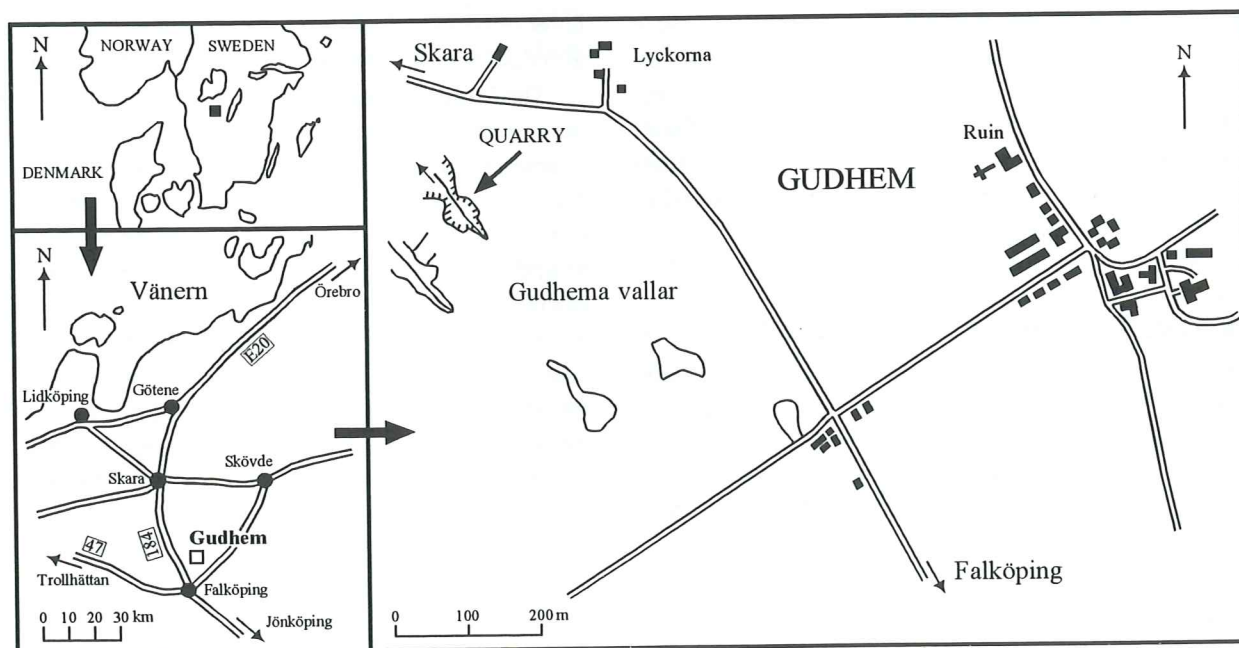 N
NORWAY
SWEDEN
DENMARK
N
Vänern
Örebro
E20
Lidköping
Götene
Skara
Skövde
184
Gudhem
47
Trollhättan
Falköping
Jönköping
0 10 20 30 km
Skara
Lyckorna
N
QUARRY
Ruin
GUDHEM
Gudhema vallar
Falköping
0 100 200 m